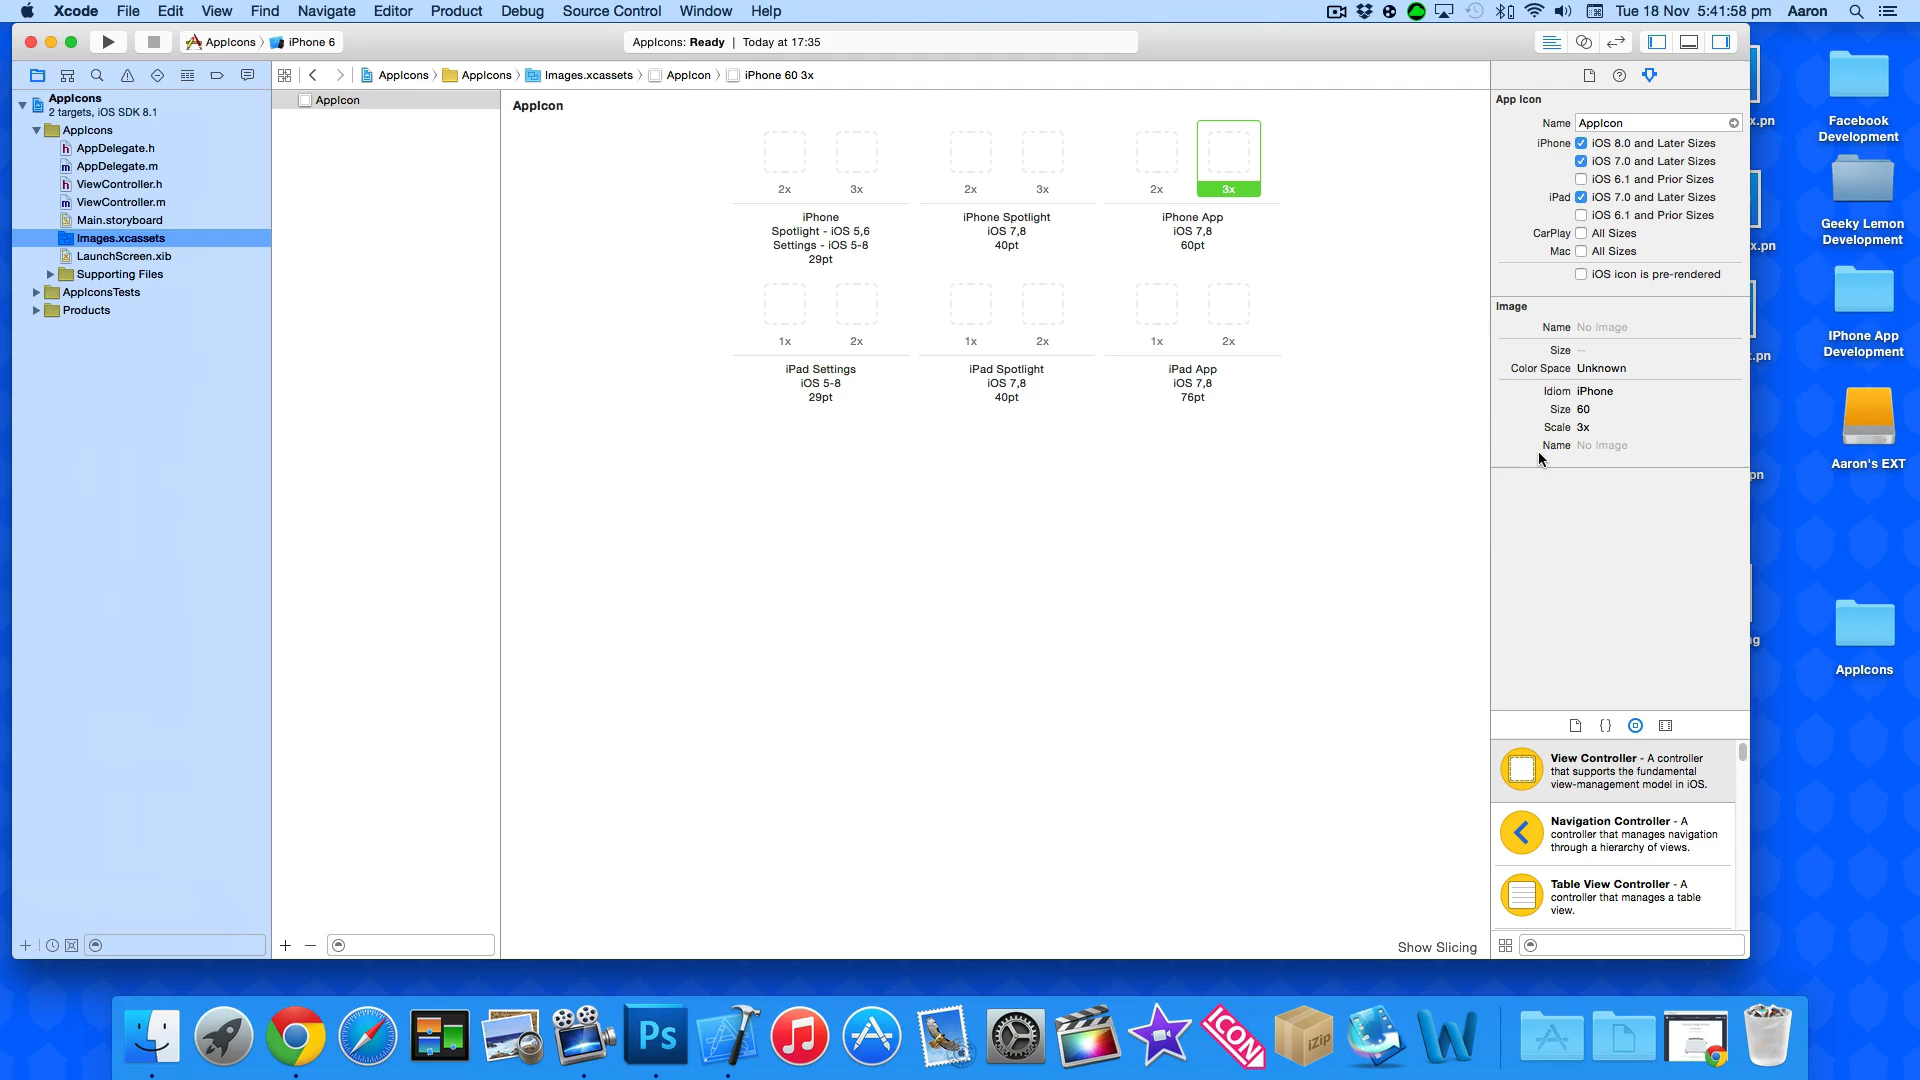 Xcode File Edit View Find Navigate Editor Product Debug Source Control Window Help
Tue 18 Nov 5:41:58 pm Aaron
AppIcons iPhone 6
AppIcons: Ready | Today at 17:35
AppIcons AppIcons Images.xcassets AppIcon iPhone 60 3x
AppIcons
2 targets, iOS SDK 8.1
AppIcons
AppDelegate.h
AppDelegate.m
ViewController.h
ViewController.m
Main.storyboard
Images.xcassets
LaunchScreen.xib
Supporting Files
AppIconsTests
Products
AppIcon
AppIcon
2x 3x
iPhone
Spotlight - iOS 5,6
Settings - iOS 5-8
29pt
2x 3x
iPhone Spotlight
iOS 7,8
40pt
2x 3x
iPhone App
iOS 7,8
60pt
1x 2x
iPad Settings
iOS 5-8
29pt
1x 2x
iPad Spotlight
iOS 7,8
40pt
1x 2x
iPad App
iOS 7,8
76pt
Show Slicing
App Icon
Name AppIcon
iPhone iOS 8.0 and Later Sizes
iOS 7.0 and Later Sizes
iOS 6.1 and Prior Sizes
iPad iOS 7.0 and Later Sizes
iOS 6.1 and Prior Sizes
CarPlay All Sizes
Mac All Sizes
iOS icon is pre-rendered
Image
Name No Image
Size --
Color Space Unknown
Idiom iPhone
Size 60
Scale 3x
Name No Image
{}
View Controller - A controller
that supports the fundamental
view-management model in iOS.
Navigation Controller - A
controller that manages navigation
through a hierarchy of views.
Table View Controller - A
controller that manages a table
view.
x.pn
x.pn
x.pn
pn
g
Facebook
Development
Geeky Lemon
Development
IPhone App
Development
Aaron's EXT
AppIcons
Ps
ICON
iZip
W